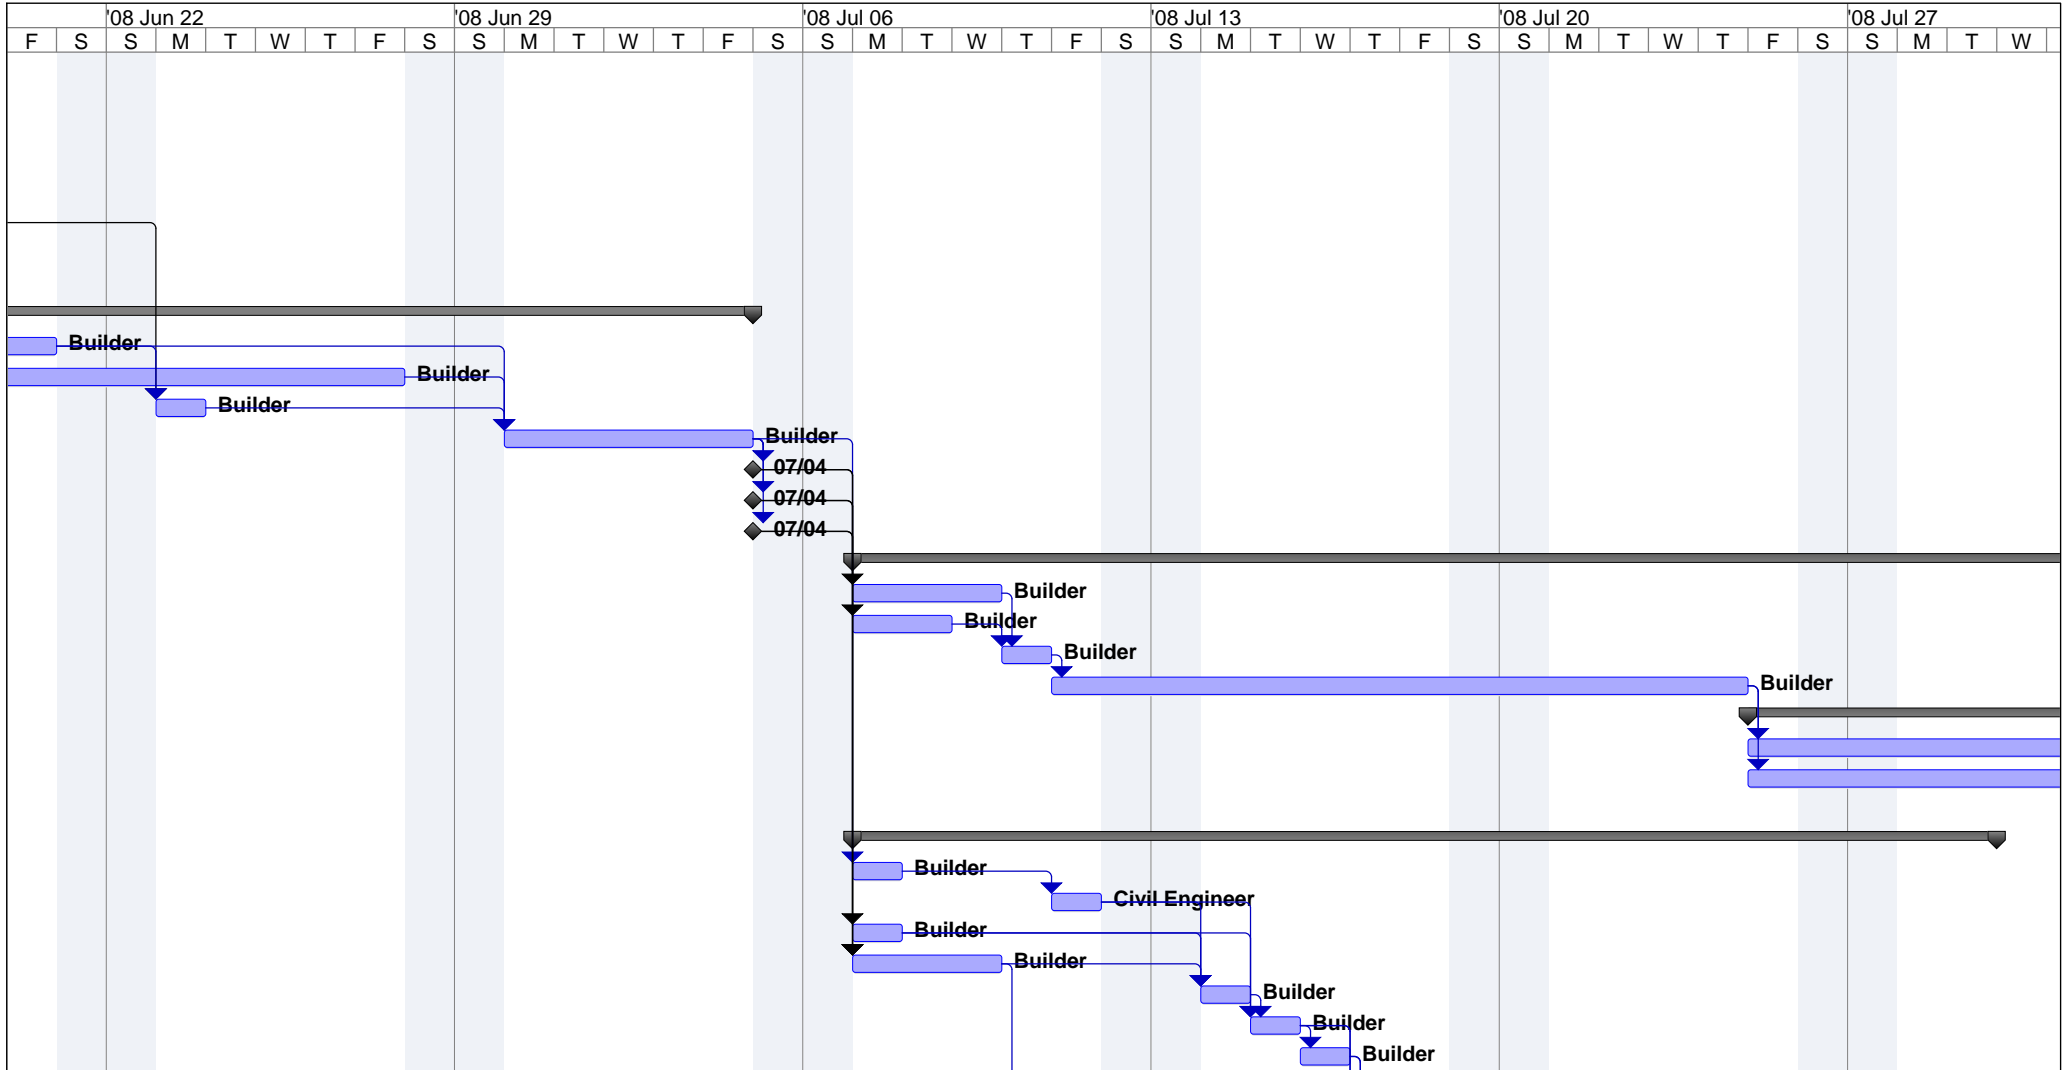 '08 Jun 22 '08 Jun 29 '08 Jul 06 '08 Jul 13 '08 Jul 20 '08 Jul 27
F S S M T W T F S S M T W T F S S M T W T F S S M T W T F S S M T W T F S S M T W
Builder
Builder
Builder
Builder
07/04
07/04
07/04
Builder
Builder
Builder
Builder
Builder
Civil Engineer
Builder
Builder
Builder
Builder
Builder